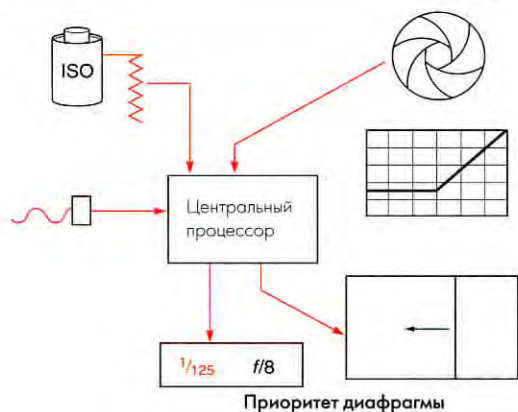 ISO
Центральный
процессор
1/125 f/8
Приоритет диафрагмы